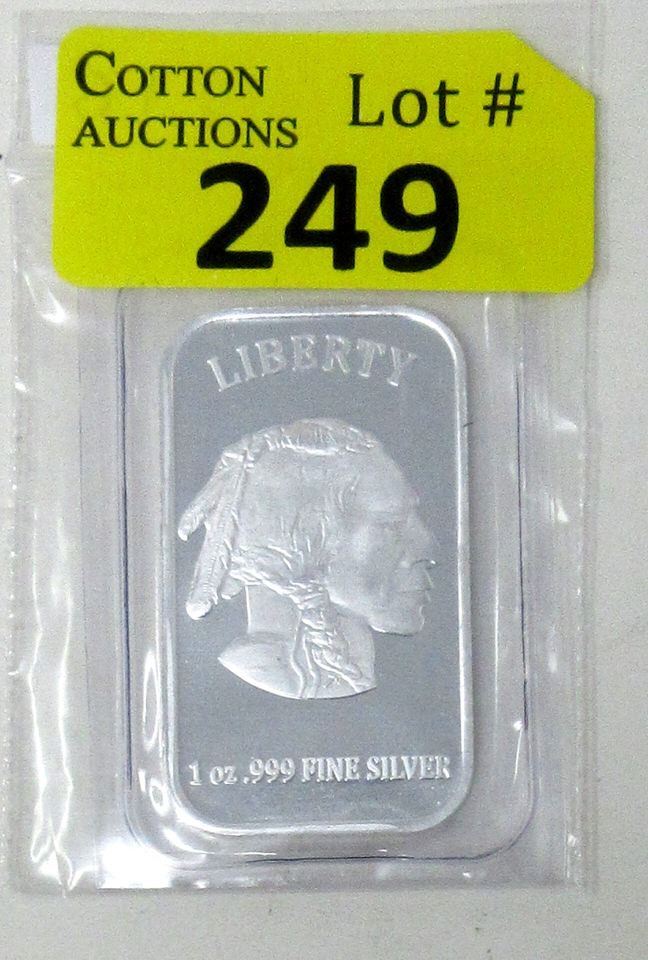 COTTON
AUCTIONS
Lot #
249
LIBERTY
1 oz .999 FINE SILVER